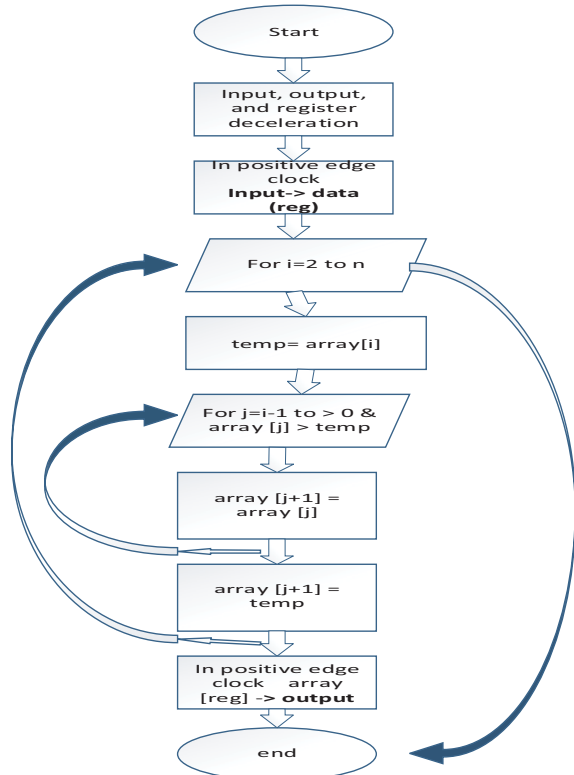 Start
Input, output,
and register
deceleration
In positive edge
clock
Input-> data
(reg)
For i=2 to n
temp= array[i]
For j=i-1 to > 0 &
array [j] > temp
array [j+1] =
array [j]
array [j+1] =
temp
In positive edge
clock array
[reg] -> output
end